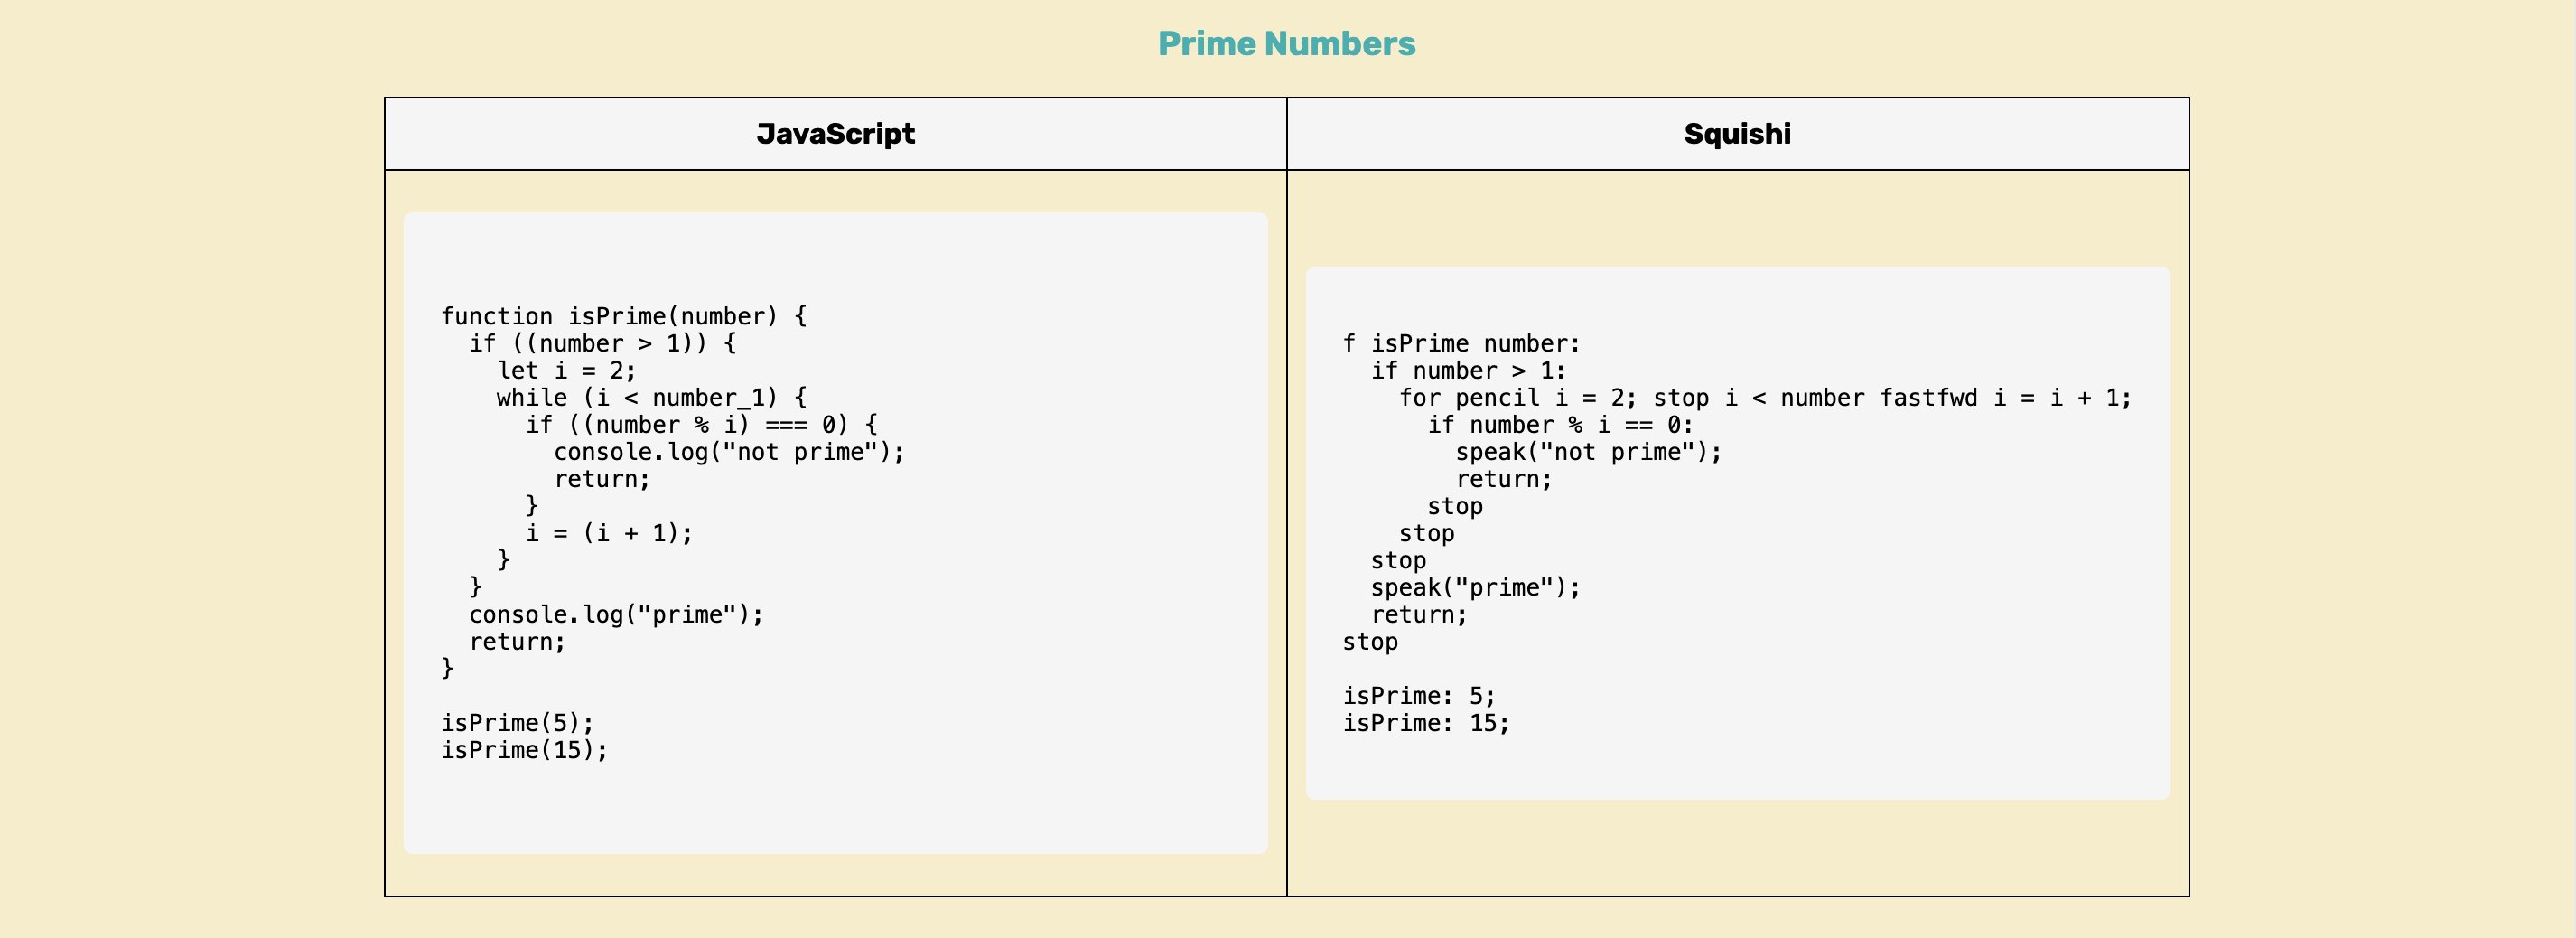 Prime Numbers
JavaScript
Squishi
function isPrime(number) {
  if ((number > 1)) {
    let i = 2;
    while (i < number_1) {
      if ((number % i) === 0) {
        console.log("not prime");
        return;
      }
      i = (i + 1);
    }
  }
  console.log("prime");
  return;
}

isPrime(5);
isPrime(15);
f isPrime number:
  if number > 1:
    for pencil i = 2; stop i < number fastfwd i = i + 1;
      if number % i == 0:
        speak("not prime");
        return;
      stop
    stop
  stop
  speak("prime");
  return;
stop

isPrime: 5;
isPrime: 15;